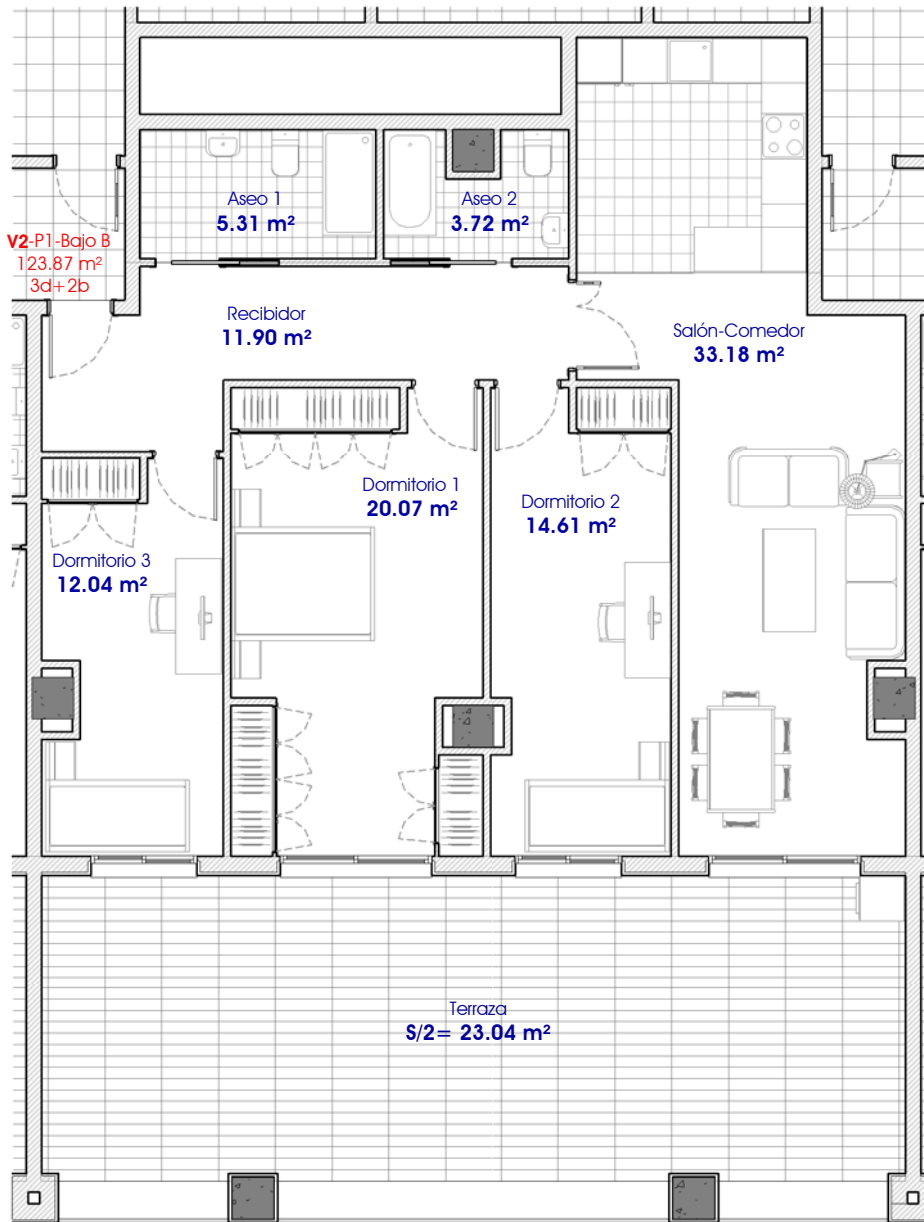 Aseo 1
5.31 m²
Aseo 2
3.72 m²
V2-P1-Bajo B
123.87 m²
3d+2b
Recibidor
11.90 m²
Salón-Comedor
33.18 m²
Dormitorio 1
20.07 m²
Dormitorio 2
14.61 m²
Dormitorio 3
12.04 m²
Terraza
S/2= 23.04 m²